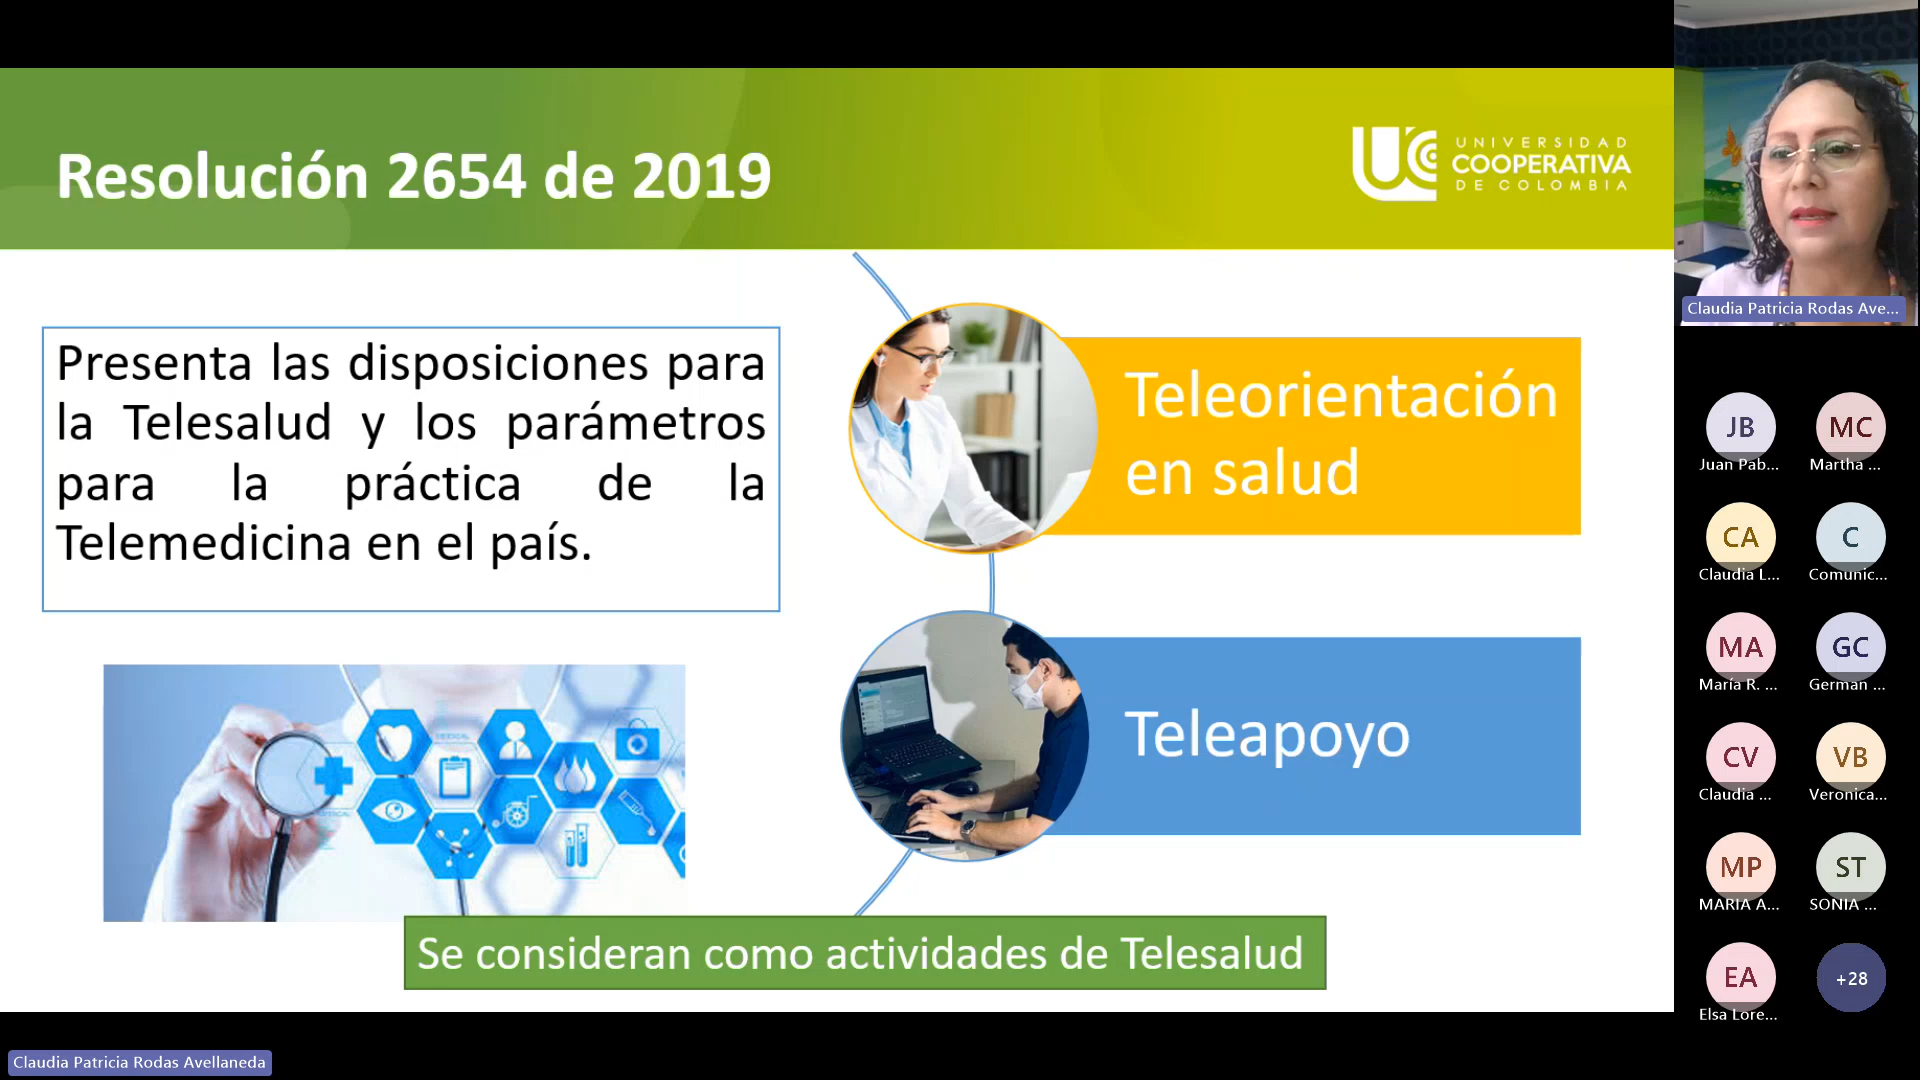 Resolución 2654 de 2019
UNIVERSIDAD
COOPERATIVA
DE COLOMBIA
Presenta las disposiciones para
la Telesalud y los parámetros
para la práctica de la
Telemedicina en el país.
Teleorientación
en salud
Teleapoyo
Se consideran como actividades de Telesalud
Claudia Patricia Rodas Ave...
JB
Juan Pab...
MC
Martha ...
CA
Claudia L...
C
Comunic...
MA
María R. ...
GC
German ...
CV
Claudia ...
VB
Veronica...
MP
MARIA A...
ST
SONIA ...
EA
Elsa Lore...
+28
Claudia Patricia Rodas Avellaneda